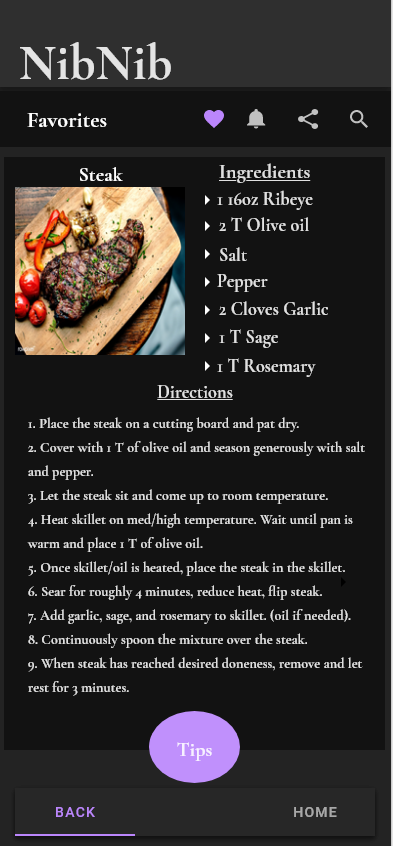 NibNib
Favorites
Steak
Ingredients
1 16oz Ribeye
2 T Olive oil
Salt
Pepper
2 Cloves Garlic
1 T Sage
1 T Rosemary
Directions
1. Place the steak on a cutting board and pat dry.
2. Cover with 1 T of olive oil and season generously with salt
and pepper.
3. Let the steak sit and come up to room temperature.
4. Heat skillet on med/high temperature. Wait until pan is
warm and place 1 T of olive oil.
5. Once skillet/oil is heated, place the steak in the skillet.
6. Sear for roughly 4 minutes, reduce heat, flip steak.
7. Add garlic, sage, and rosemary to skillet. (oil if needed).
8. Continuously spoon the mixture over the steak.
9. When steak has reached desired doneness, remove and let
rest for 3 minutes.
Tips
BACK
HOME